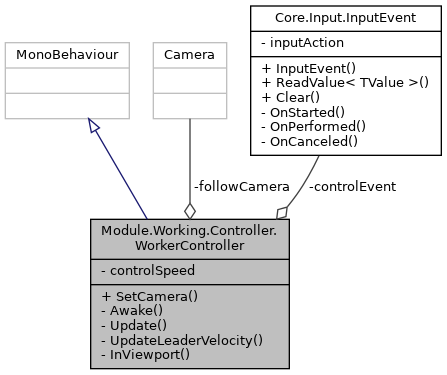 MonoBehaviour
Camera
Core.Input.InputEvent
- inputAction
+ InputEvent()
+ ReadValue< TValue >()
+ Clear()
- OnStarted()
- OnPerformed()
- OnCanceled()
-followCamera
-controlEvent
Module.Working.Controller.
WorkerController
- controlSpeed
+ SetCamera()
- Awake()
- Update()
- UpdateLeaderVelocity()
- InViewport()